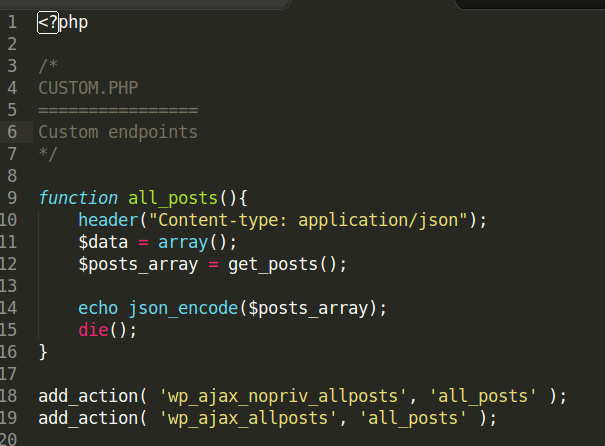 1 <?php
2
3 /*
4 CUSTOM.PHP
5 ================
6 Custom endpoints
7 */
8
9 function all_posts(){
10     header("Content-type: application/json");
11     $data = array();
12     $posts_array = get_posts();
13
14     echo json_encode($posts_array);
15     die();
16 }
17
18 add_action( 'wp_ajax_nopriv_allposts', 'all_posts' );
19 add_action( 'wp_ajax_allposts', 'all_posts' );
20